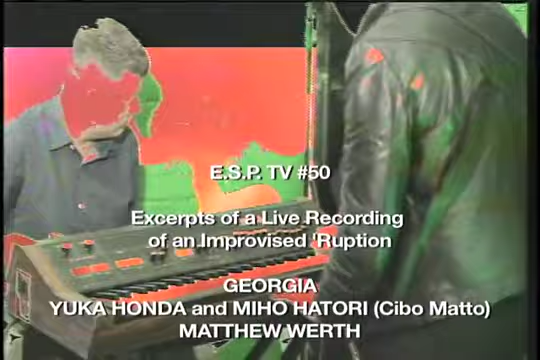 E.S.P. TV #50
Excerpts of a Live Recording
of an Improvised 'Ruption
GEORGIA
YUKA HONDA and MIHO HATORI (Cibo Matto)
MATTHEW WERTH